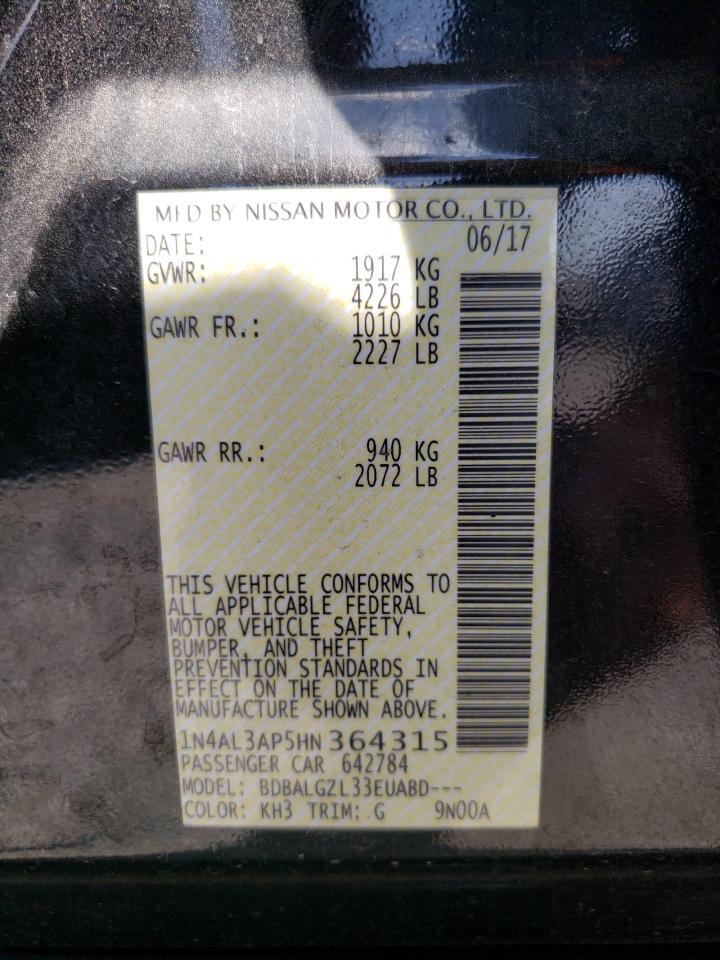 MFD BY NISSAN MOTOR CO., LTD.
DATE: 06/17
GVWR: 1917 KG
4226 LB
GAWR FR.: 1010 KG
2227 LB
GAWR RR.: 940 KG
2072 LB
THIS VEHICLE CONFORMS TO
ALL APPLICABLE FEDERAL
MOTOR VEHICLE SAFETY,
BUMPER, AND THEFT
PREVENTION STANDARDS IN
EFFECT ON THE DATE OF
MANUFACTURE SHOWN ABOVE.
1N4AL3AP5HN364315
PASSENGER CAR 642784
MODEL: BDBALGZL33EUABD---
COLOR: KH3 TRIM: G 9N00A